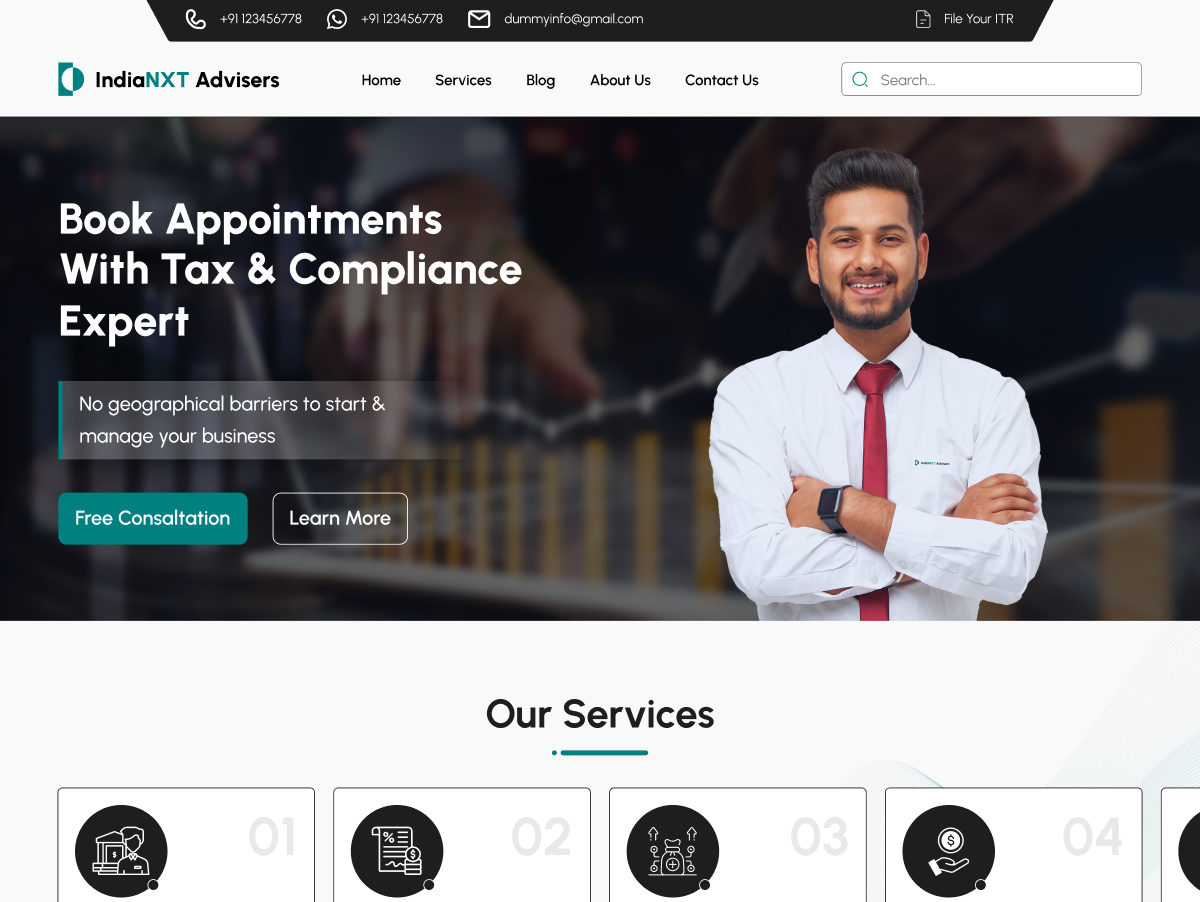 +91 123456778
+91 123456778
dummyinfo@gmail.com
File Your ITR
IndiaNXT Advisers
Home
Services
Blog
About Us
Contact Us
Search...
Book Appointments
With Tax & Compliance
Expert
No geographical barriers to start &
manage your business
Free Consaltation
Learn More
IndiaNXT Advisers
Our Services
01
02
03
04